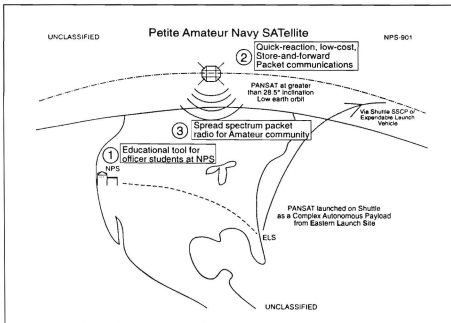 UNCLASSIFIED
Petite Amateur Navy SATellite
NPS-901
2
Quick-reaction, low-cost,
Store-and-forward
Packet communications
PANSAT at greater
than 28.5° inclination
Low earth orbit
Via Shuttle SSCP or
Expendable Launch
Vehicle
3
Spread spectrum packet
radio for Amateur community
1
Educational tool for
officer students at NPS
NPS
PANSAT launched on Shuttle
as a Complex Autonomous Payload
from Eastern Launch Site
ELS
UNCLASSIFIED